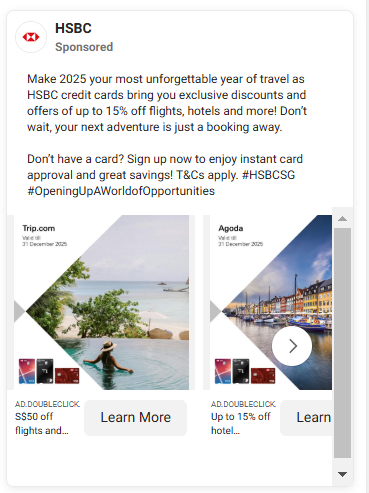 HSBC
Sponsored
Make 2025 your most unforgettable year of travel as
HSBC credit cards bring you exclusive discounts and
offers of up to 15% off flights, hotels and more! Don't
wait, your next adventure is just a booking away.
Don't have a card? Sign up now to enjoy instant card
approval and great savings! T&Cs apply. #HSBCSG
#OpeningUpAWorldofOpportunities
Trip.com
Valid till
31 December 2025
Agoda
Valid till
31 December 2025
AD.DOUBLECLICK.
S$50 off
flights and...
Learn More
AD.DOUBLECLICK.
Up to 15% off
hotel...
Learn